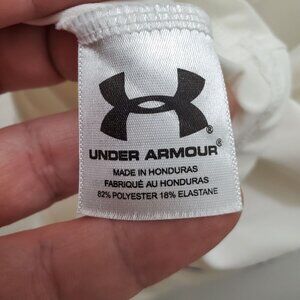 UNDER ARMOUR®
MADE IN HONDURAS
FABRIQUÉ AU HONDURAS
82% POLYESTER 18% ELASTANE